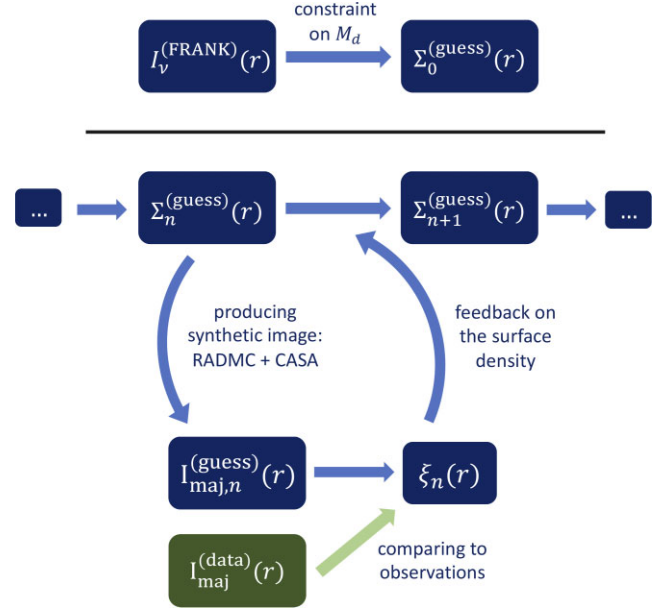 constraint
on M_d
I_ν^(FRANK)(r)
Σ_0^(guess)(r)
...
Σ_n^(guess)(r)
Σ_{n+1}^(guess)(r)
...
producing
synthetic image:
RADMC + CASA
feedback on
the surface
density
I_{maj,n}^(guess)(r)
ξ_n(r)
I_maj^(data)(r)
comparing to
observations